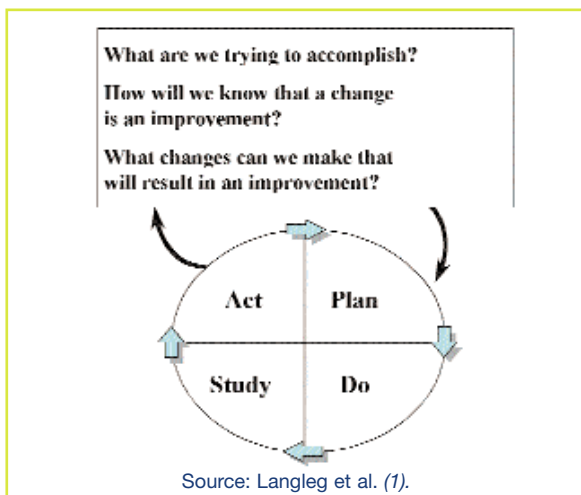 What are we trying to accomplish?
How will we know that a change
is an improvement?
What changes can we make that
will result in an improvement?
Act
Plan
Study
Do
Source: Langleg et al. (1).